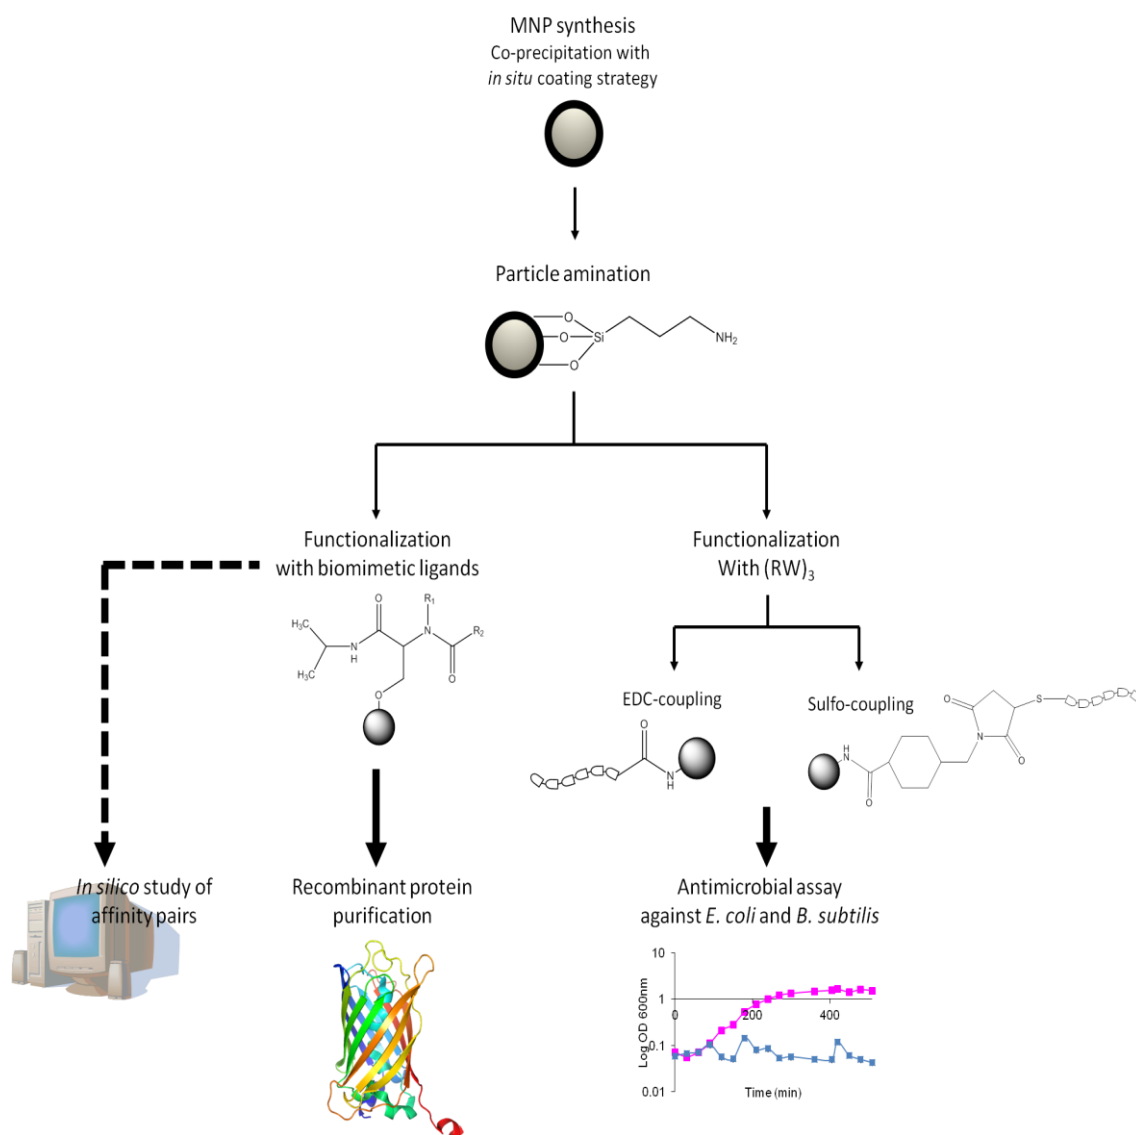 MNP synthesis
Co-precipitation with
in situ coating strategy
Particle amination
O
O
Si
O
NH2
Functionalization
with biomimetic ligands
Functionalization
With (RW)3
O
R1
H3C
N
R2
N
H
H3C
O
O
EDC-coupling
O
N
H
Sulfo-coupling
O
S
N
O
H
N
O
In silico study of
affinity pairs
Recombinant protein
purification
Antimicrobial assay
against E. coli and B. subtilis
10
1
0
200
400
0.1
0.01
Log OD 600nm
Time (min)